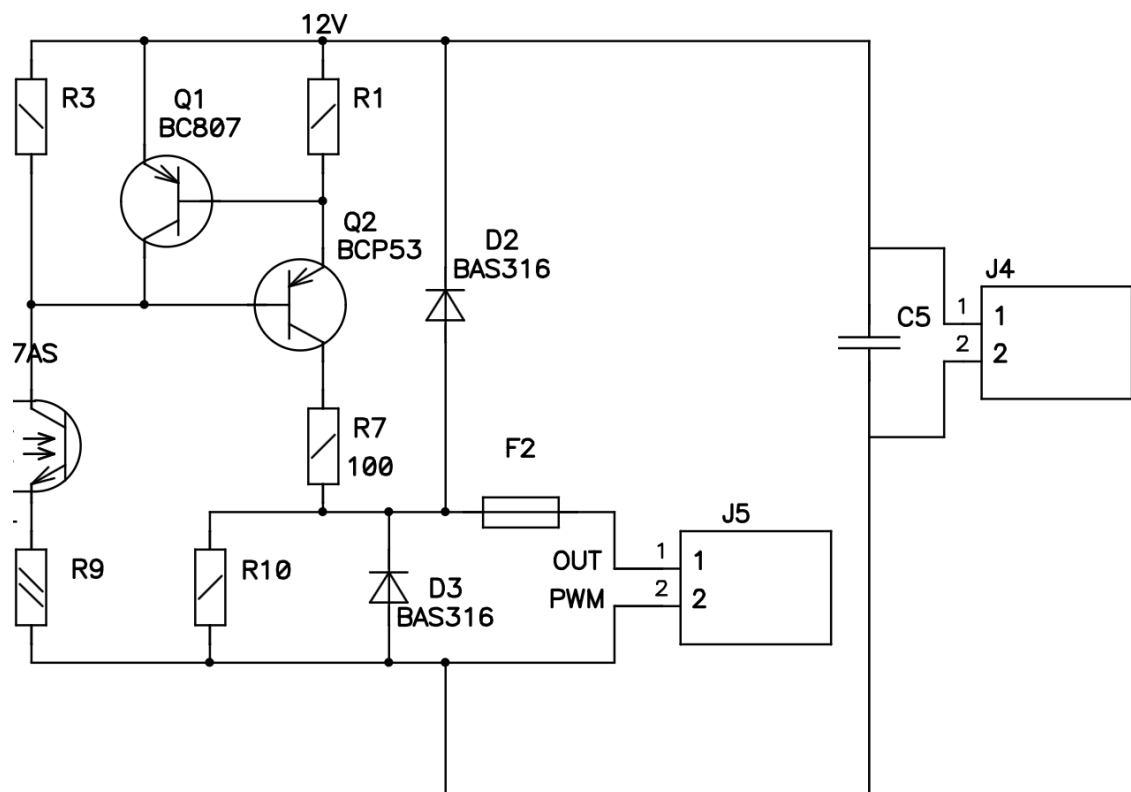 12V
R3
Q1
BC807
R1
Q2
BCP53
D2
BAS316
J4
1
1
C5
2
2
7AS
R7
100
F2
J5
OUT
1
1
PWM
2
2
R9
R10
D3
BAS316